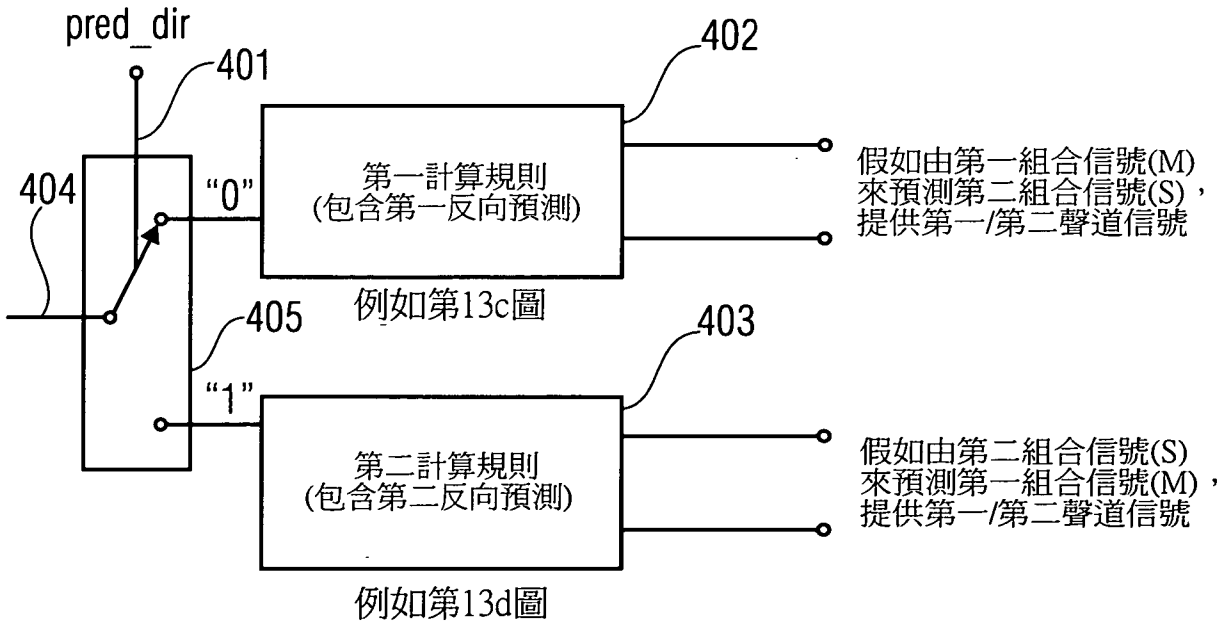 pred_dir
401
402
404
“0”
第一計算規則
(包含第一反向預測)
假如由第一組合信號(M)
來預測第二組合信號(S)，
提供第一/第二聲道信號
例如第13c圖
405
403
“1”
第二計算規則
(包含第二反向預測)
假如由第二組合信號(S)
來預測第一組合信號(M)，
提供第一/第二聲道信號
例如第13d圖